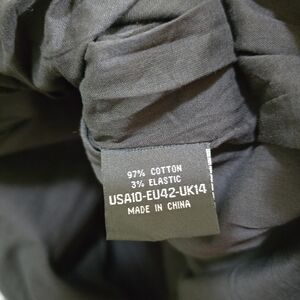 97% COTTON
3% ELASTIC
USA10-EU42-UK14
MADE IN CHINA